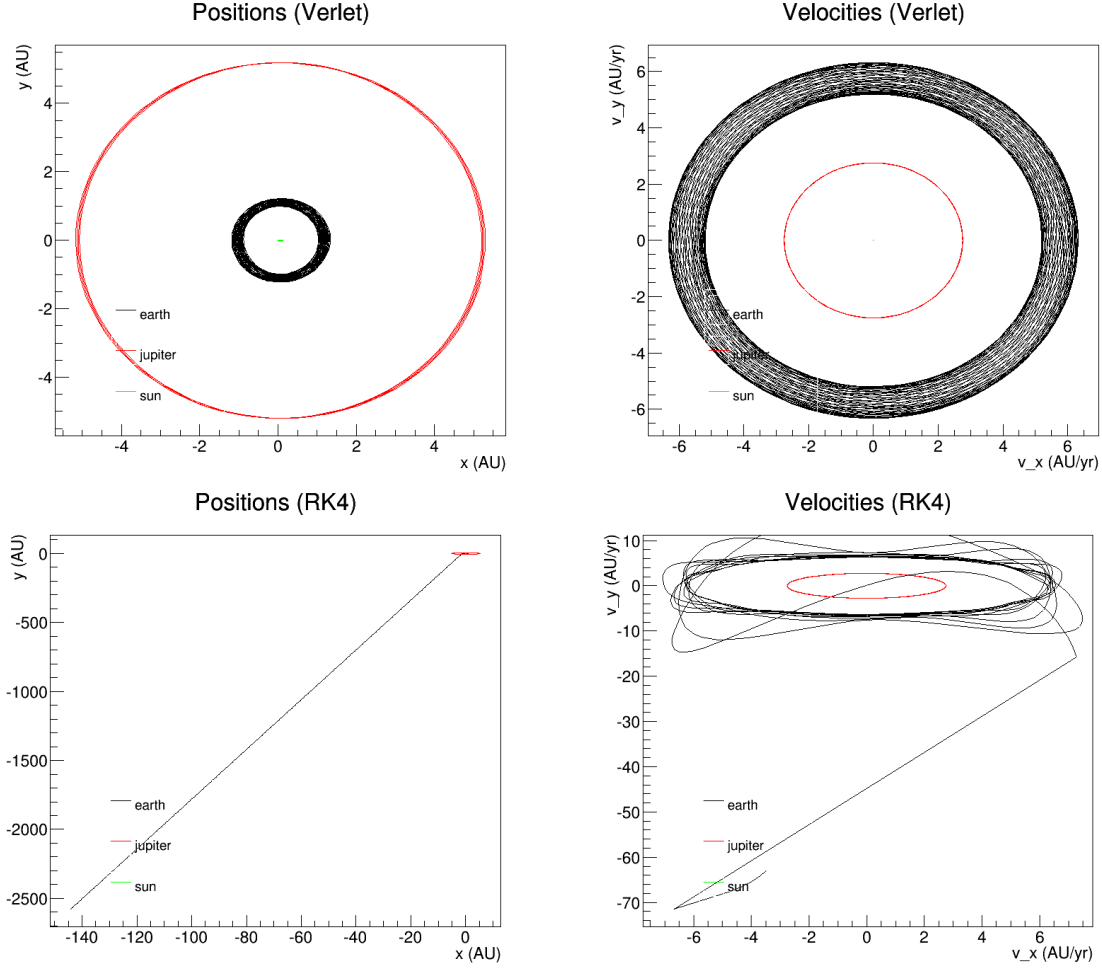 Positions (Verlet)
y (AU)
4
2
0
-2
-4
earth
jupiter
sun
-4
-2
0
2
4
x (AU)
Velocities (Verlet)
v_y (AU/yr)
6
4
2
0
-2
-4
-6
earth
jupiter
sun
-6
-4
-2
0
2
4
6
v_x (AU/yr)
Positions (RK4)
y (AU)
0
-500
-1000
-1500
-2000
-2500
earth
jupiter
sun
-140
-120
-100
-80
-60
-40
-20
0
x (AU)
Velocities (RK4)
v_y (AU/yr)
10
0
-10
-20
-30
-40
-50
-60
-70
earth
jupiter
sun
-6
-4
-2
0
2
4
6
v_x (AU/yr)